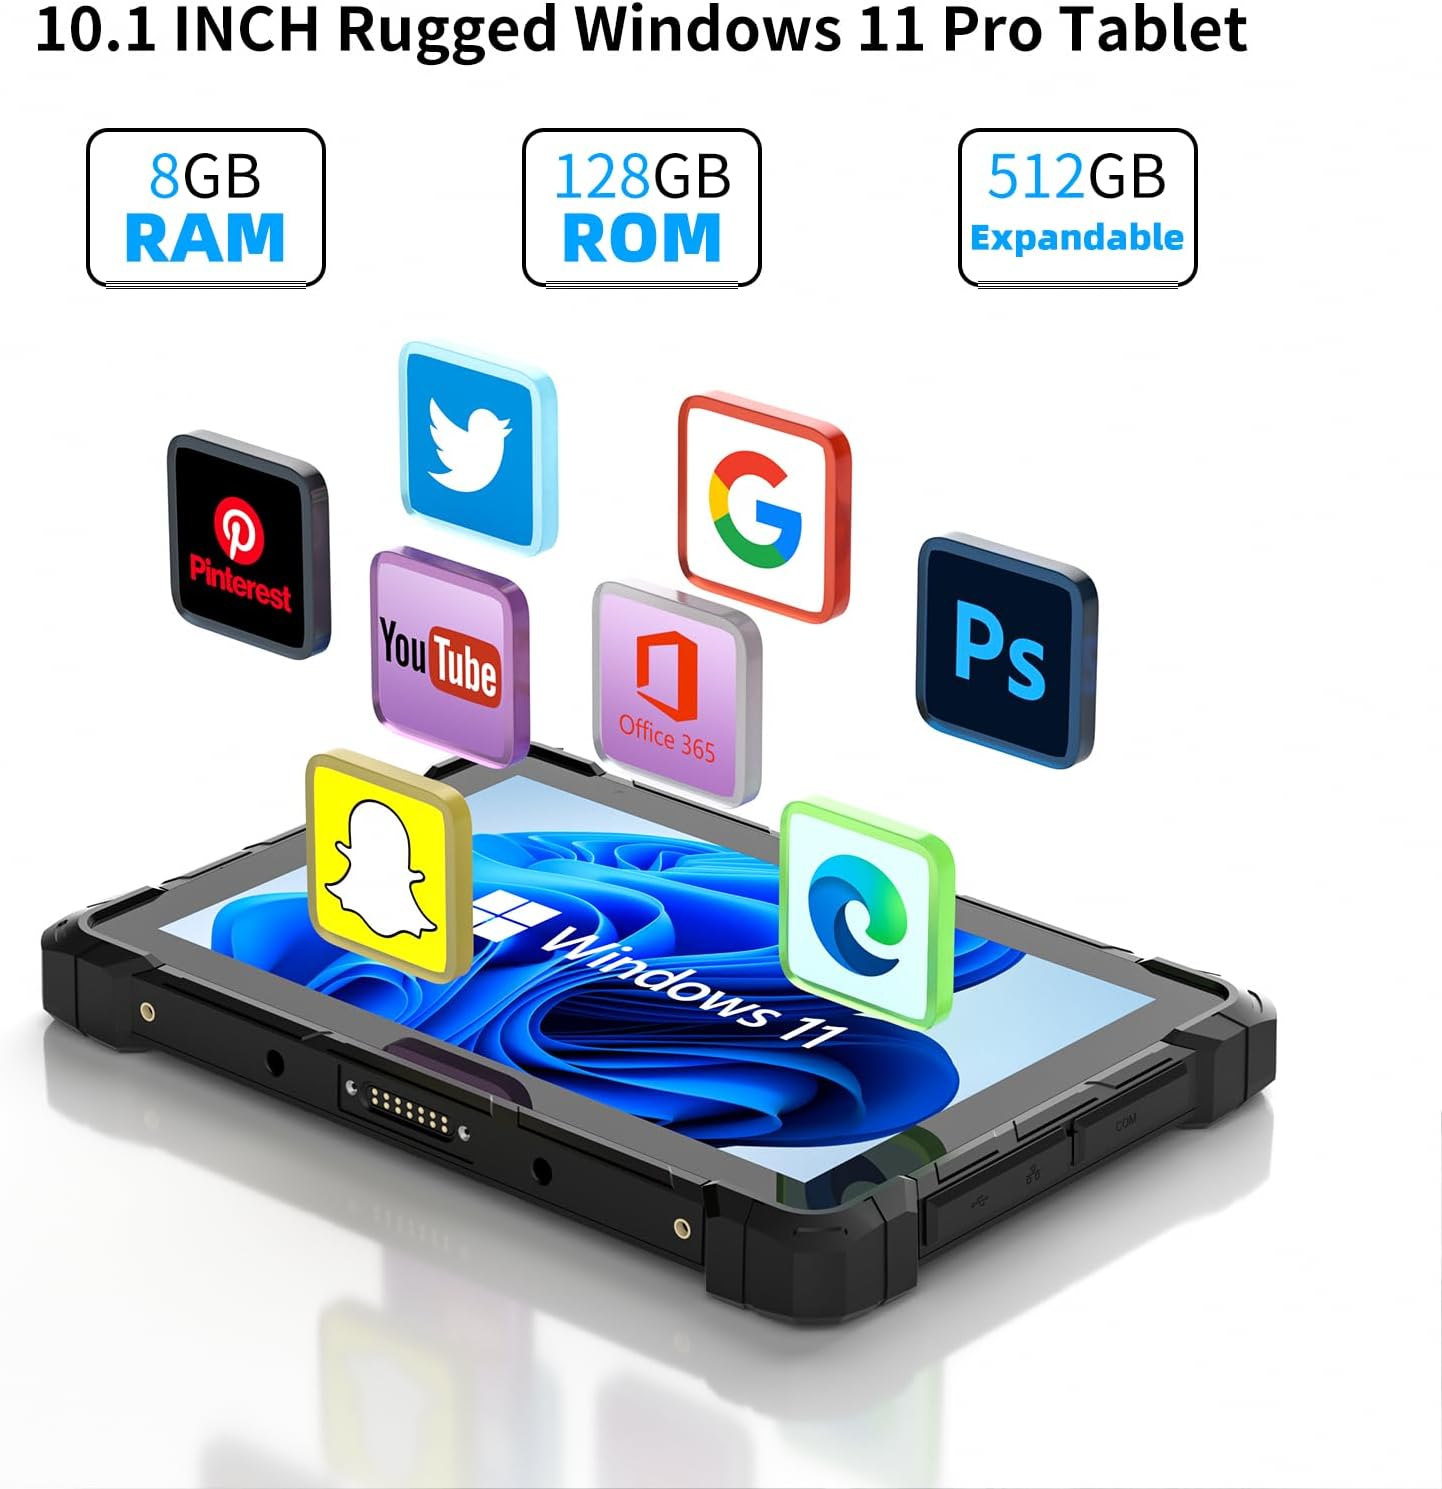 10.1 INCH Rugged Windows 11 Pro Tablet
8GB
RAM
128GB
ROM
512GB
Expandable
Pinterest
YouTube
Office 365
Ps
Windows 11
COM